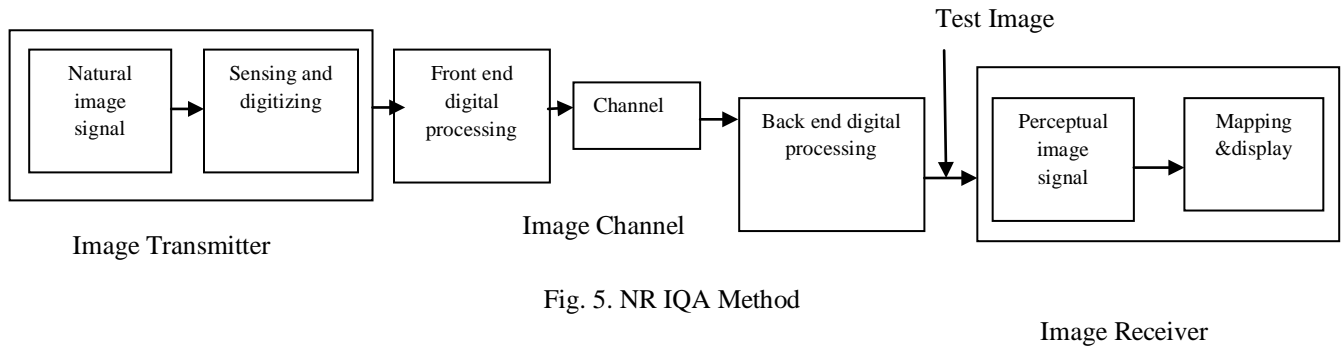 Test Image
Natural
image
signal
Sensing and
digitizing
Front end
digital
processing
Channel
Back end digital
processing
Perceptual
image
signal
Mapping
&display
Image Transmitter
Image Channel
Fig. 5. NR IQA Method
Image Receiver